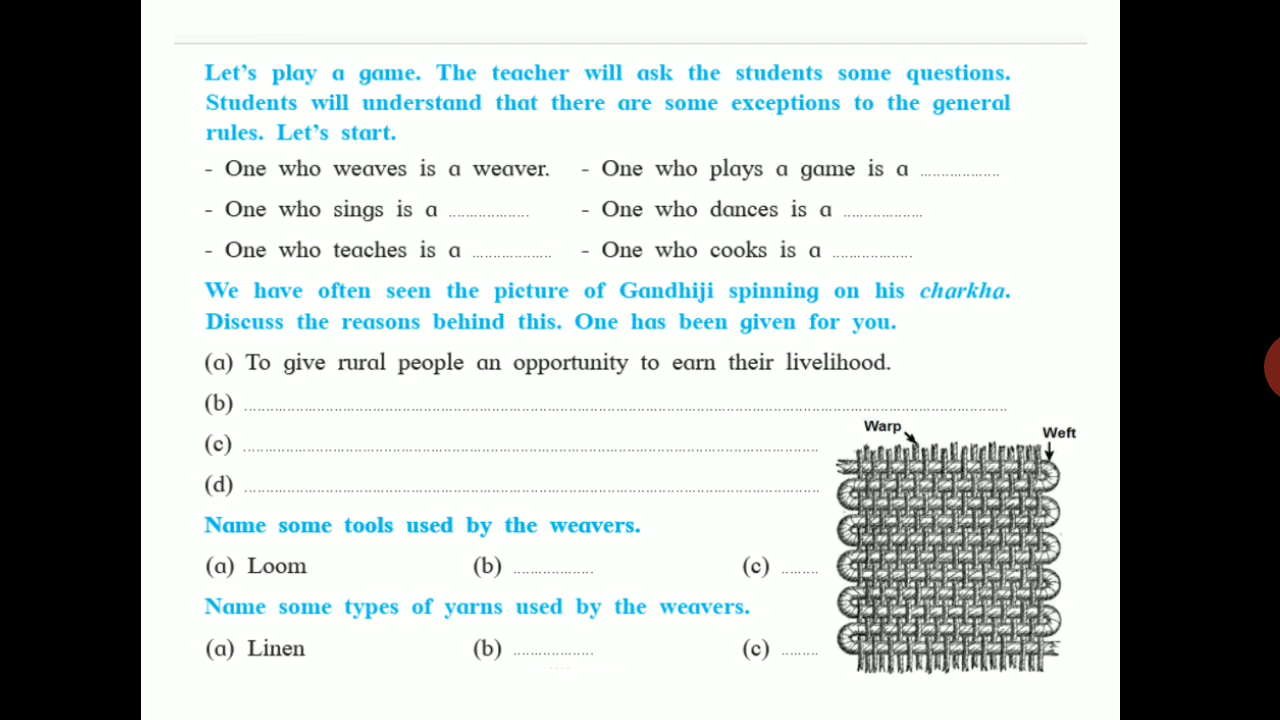 Let's play a game. The teacher will ask the students some questions.
Students will understand that there are some exceptions to the general
rules. Let's start.
- One who weaves is a weaver. - One who plays a game is a ...................
- One who sings is a ................... - One who dances is a ...................
- One who teaches is a ................... - One who cooks is a ...................
We have often seen the picture of Gandhiji spinning on his charkha.
Discuss the reasons behind this. One has been given for you.
(a) To give rural people an opportunity to earn their livelihood.
(b) ...................
(c) ...................
(d) ...................
Warp
Weft
Name some tools used by the weavers.
(a) Loom (b) ................... (c) .........
Name some types of yarns used by the weavers.
(a) Linen (b) ................... (c) .........